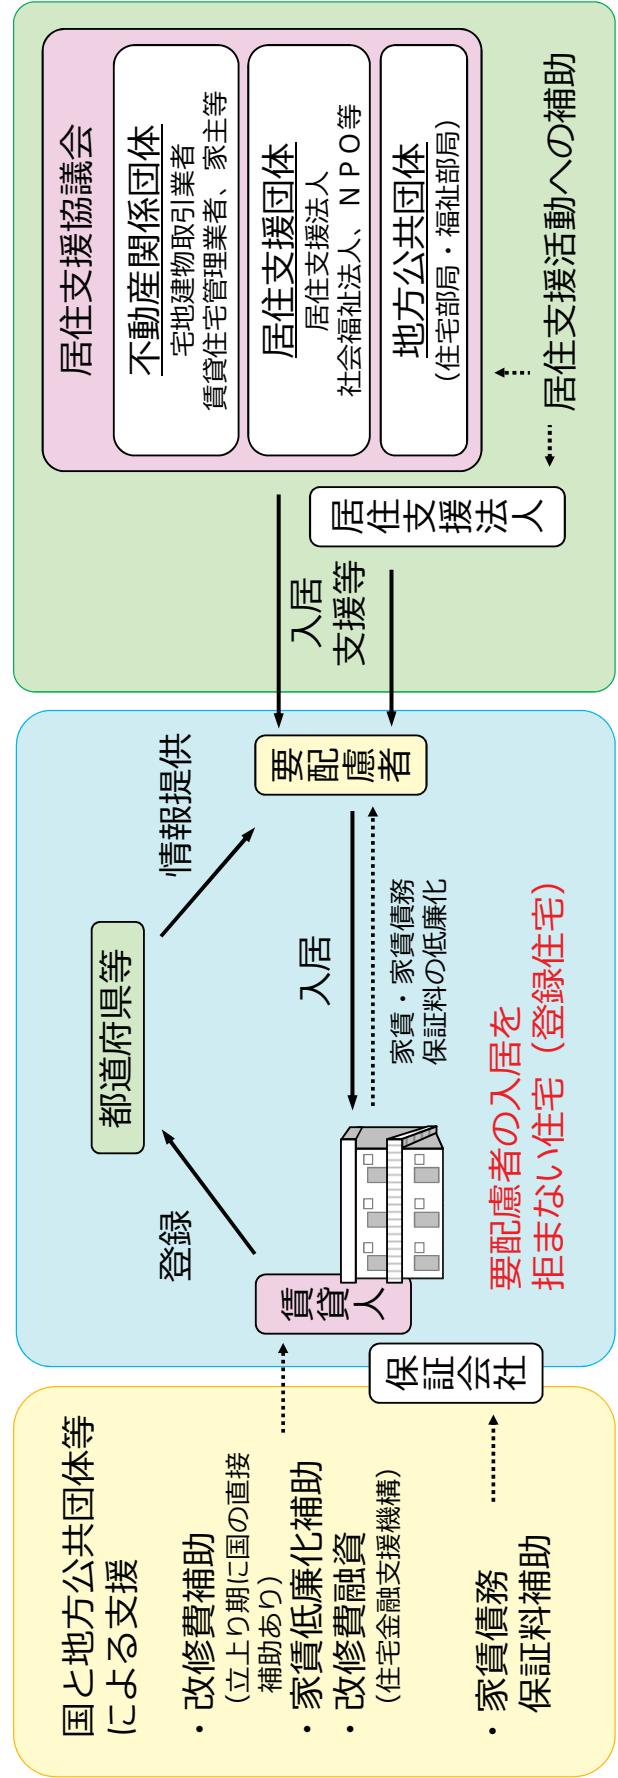 国と地方公共団体等
による支援
・改修費補助
（立上り期に国の直接
補助あり）
・家賃低廉化補助
・改修費融資
（住宅金融支援機構）
・家賃債務
保証料補助
登録
都道府県等
情報提供
賃貸人
保証会社
入居
家賃・家賃債務
保証料の低廉化
要配慮者
要配慮者の入居を
拒まない住宅（登録住宅）
入居
支援等
居住支援協議会
不動産関係団体
宅地建物取引業者
賃貸住宅管理業者、家主等
居住支援団体
居住支援法人
社会福祉法人、ＮＰＯ等
地方公共団体
（住宅部局・福祉部局）
居住支援法人
居住支援活動への補助